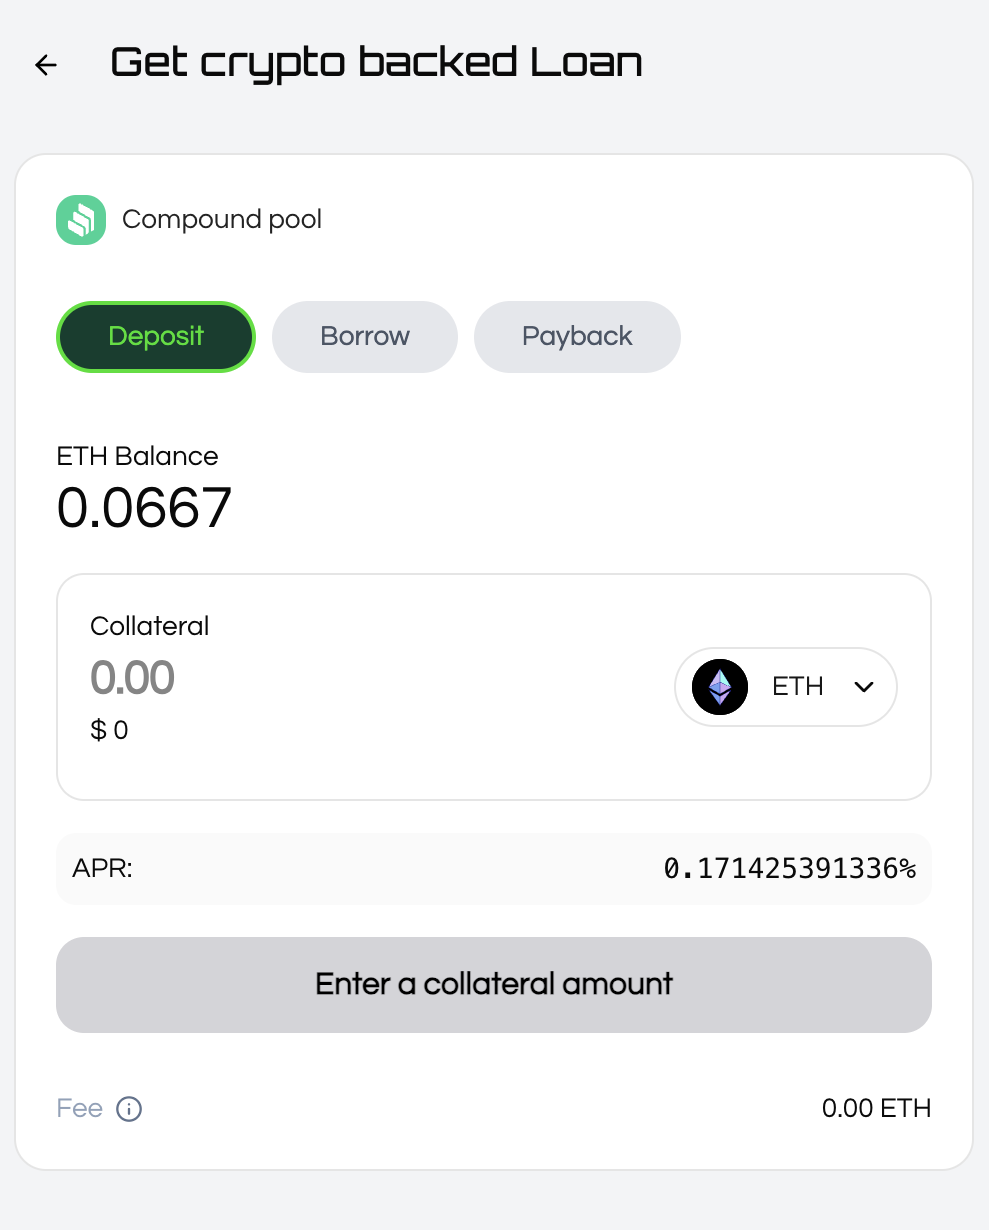 Get crypto backed Loan
Compound pool
Deposit Borrow Payback
ETH Balance
0.0667
Collateral
0.00
ETH
$ 0
APR: 0.171425391336%
Enter a collateral amount
Fee 0.00 ETH